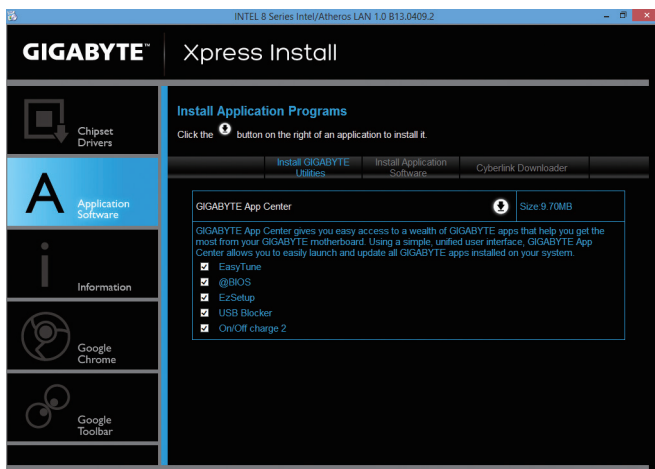 INTEL 8 Series Intel/Atheros LAN 1.0 B13.0409.2
GIGABYTE™
Xpress Install
Chipset
Drivers
Application
Software
Information
Google
Chrome
Google
Toolbar
Install Application Programs
Click the button on the right of an application to install it.
Install GIGABYTE
Utilities
Install Application
Software
Cyberlink Downloader
GIGABYTE App Center
Size:9.70MB
GIGABYTE App Center gives you easy access to a wealth of GIGABYTE apps that help you get the
most from your GIGABYTE motherboard. Using a simple, unified user interface, GIGABYTE App
Center allows you to easily launch and update all GIGABYTE apps installed on your system.
EasyTune
@BIOS
EzSetup
USB Blocker
On/Off charge 2